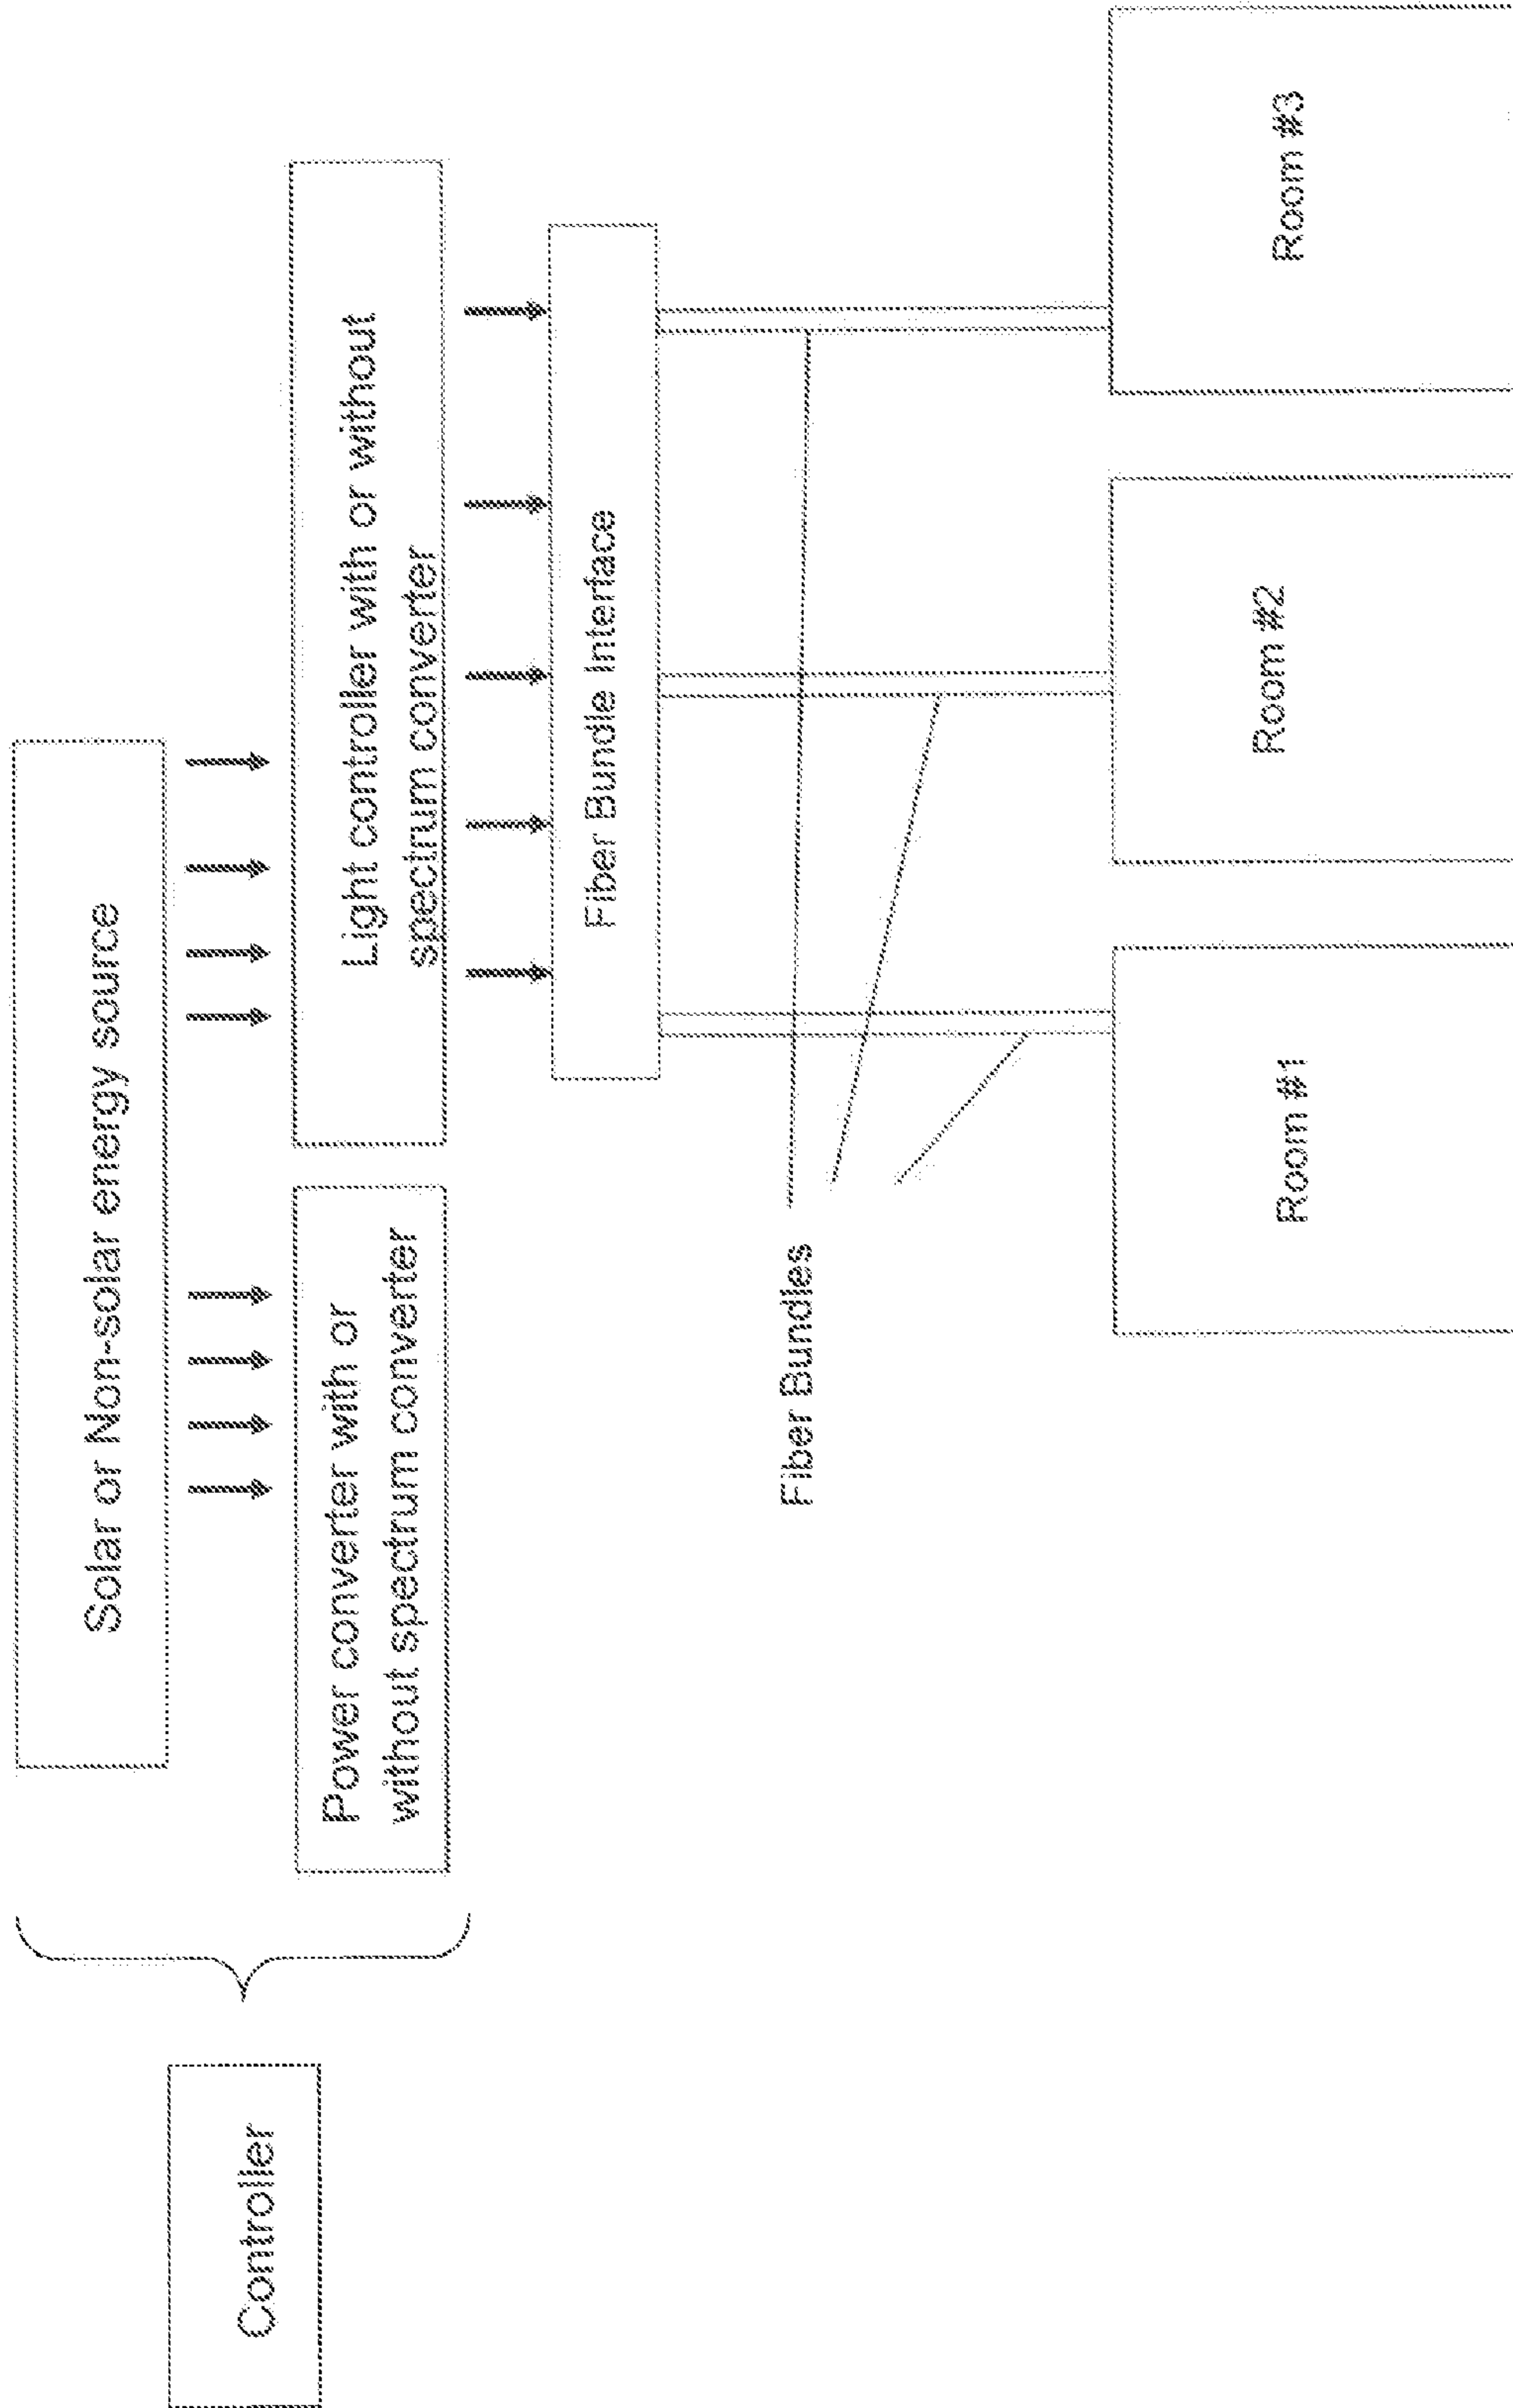 Solar or Non-solar energy source
Controller
Power converter with or
without spectrum converter
Light controller with or without
spectrum converter
Fiber Bundle Interface
Fiber Bundles
Room #1
Room #2
Room #3